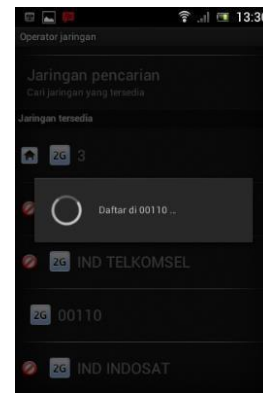 13:30
Operator jaringan
Jaringan pencarian
Cari jaringan yang tersedia
Jaringan tersedia
2G 3
Daftar di 00110 ...
2G IND TELKOMSEL
2G 00110
2G IND INDOSAT